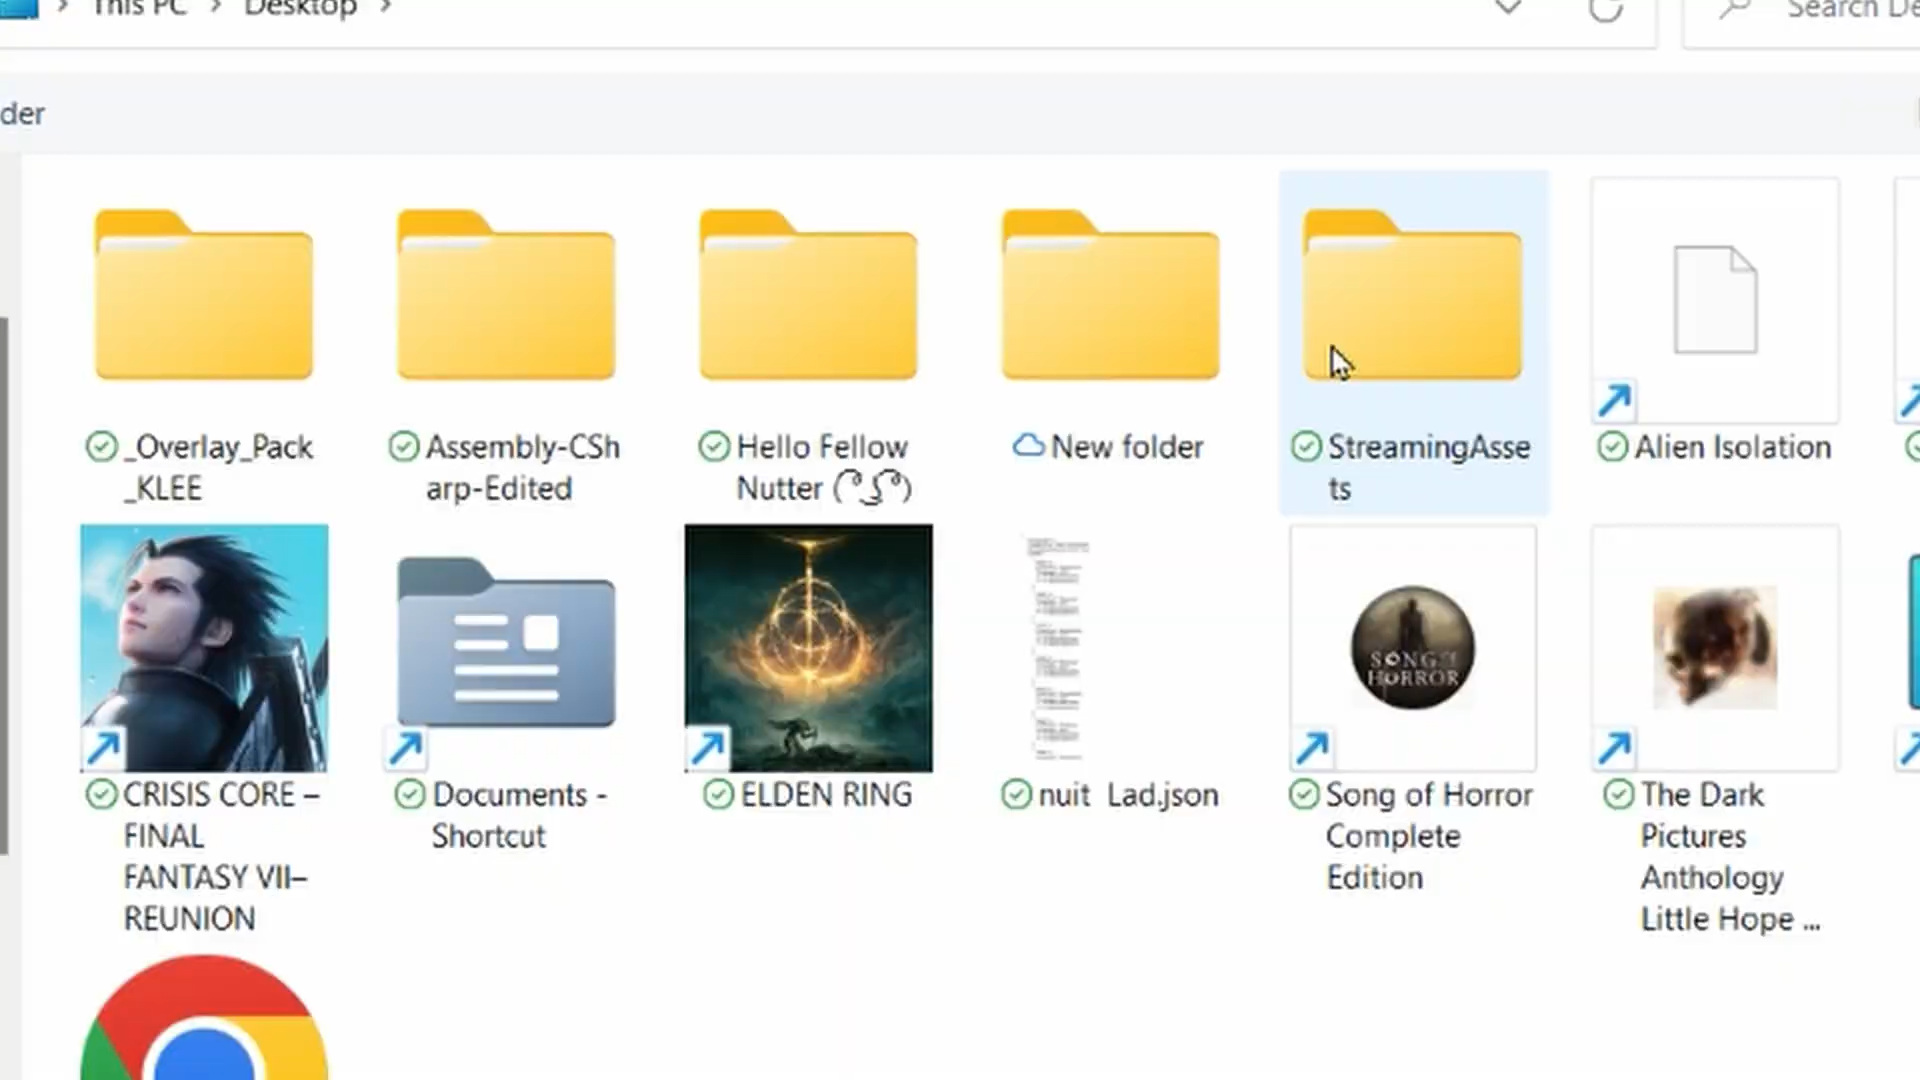 This PC > Desktop >
Search De
der
_Overlay_Pack
_KLEE
Assembly-CSh
arp-Edited
Hello Fellow
Nutter ( ͡° ͜ʖ ͡°)
New folder
StreamingAsse
ts
Alien Isolation
SONG OF
HORROR
CRISIS CORE –
FINAL
FANTASY VII–
REUNION
Documents -
Shortcut
ELDEN RING
nuit Lad.json
Song of Horror
Complete
Edition
The Dark
Pictures
Anthology
Little Hope ...